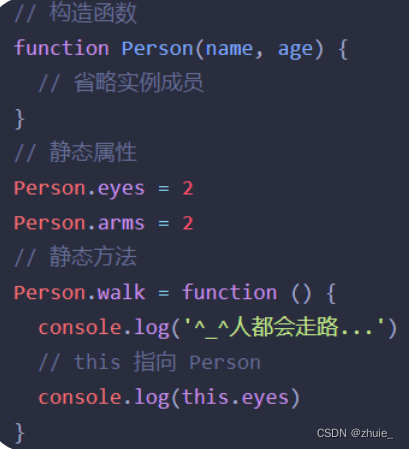 // 构造函数
function Person(name, age) {
  // 省略实例成员
}
// 静态属性
Person.eyes = 2
Person.arms = 2
// 静态方法
Person.walk = function () {
  console.log('^_^人都会走路...')
  // this 指向 Person
  console.log(this.eyes)
}
CSDN @zhuie_